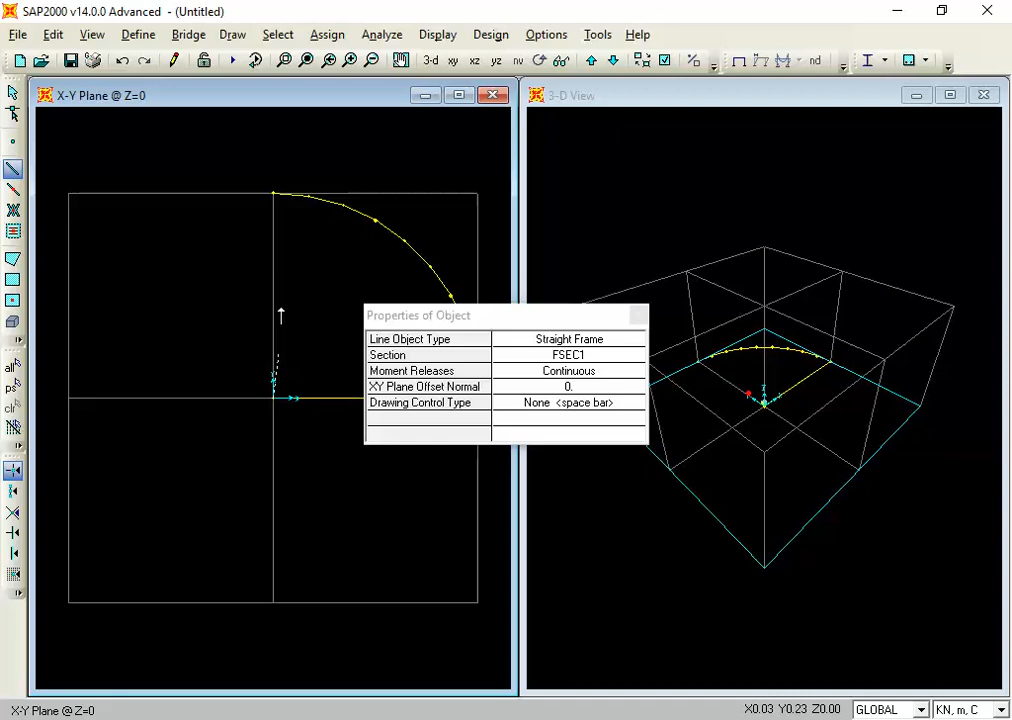 SAP2000 v14.0.0 Advanced - (Untitled)
File Edit View Define Bridge Draw Select Assign Analyze Display Design Options Tools Help
3-d xy xz yz nv nd
X-Y Plane @ Z=0
3-D View
Properties of Object
Line Object Type Straight Frame
Section FSEC1
Moment Releases Continuous
XY Plane Offset Normal 0.
Drawing Control Type None <space bar>
all
ps
clr
X-Y Plane @ Z=0
X0.03 Y0.23 Z0.00
GLOBAL
KN, m, C